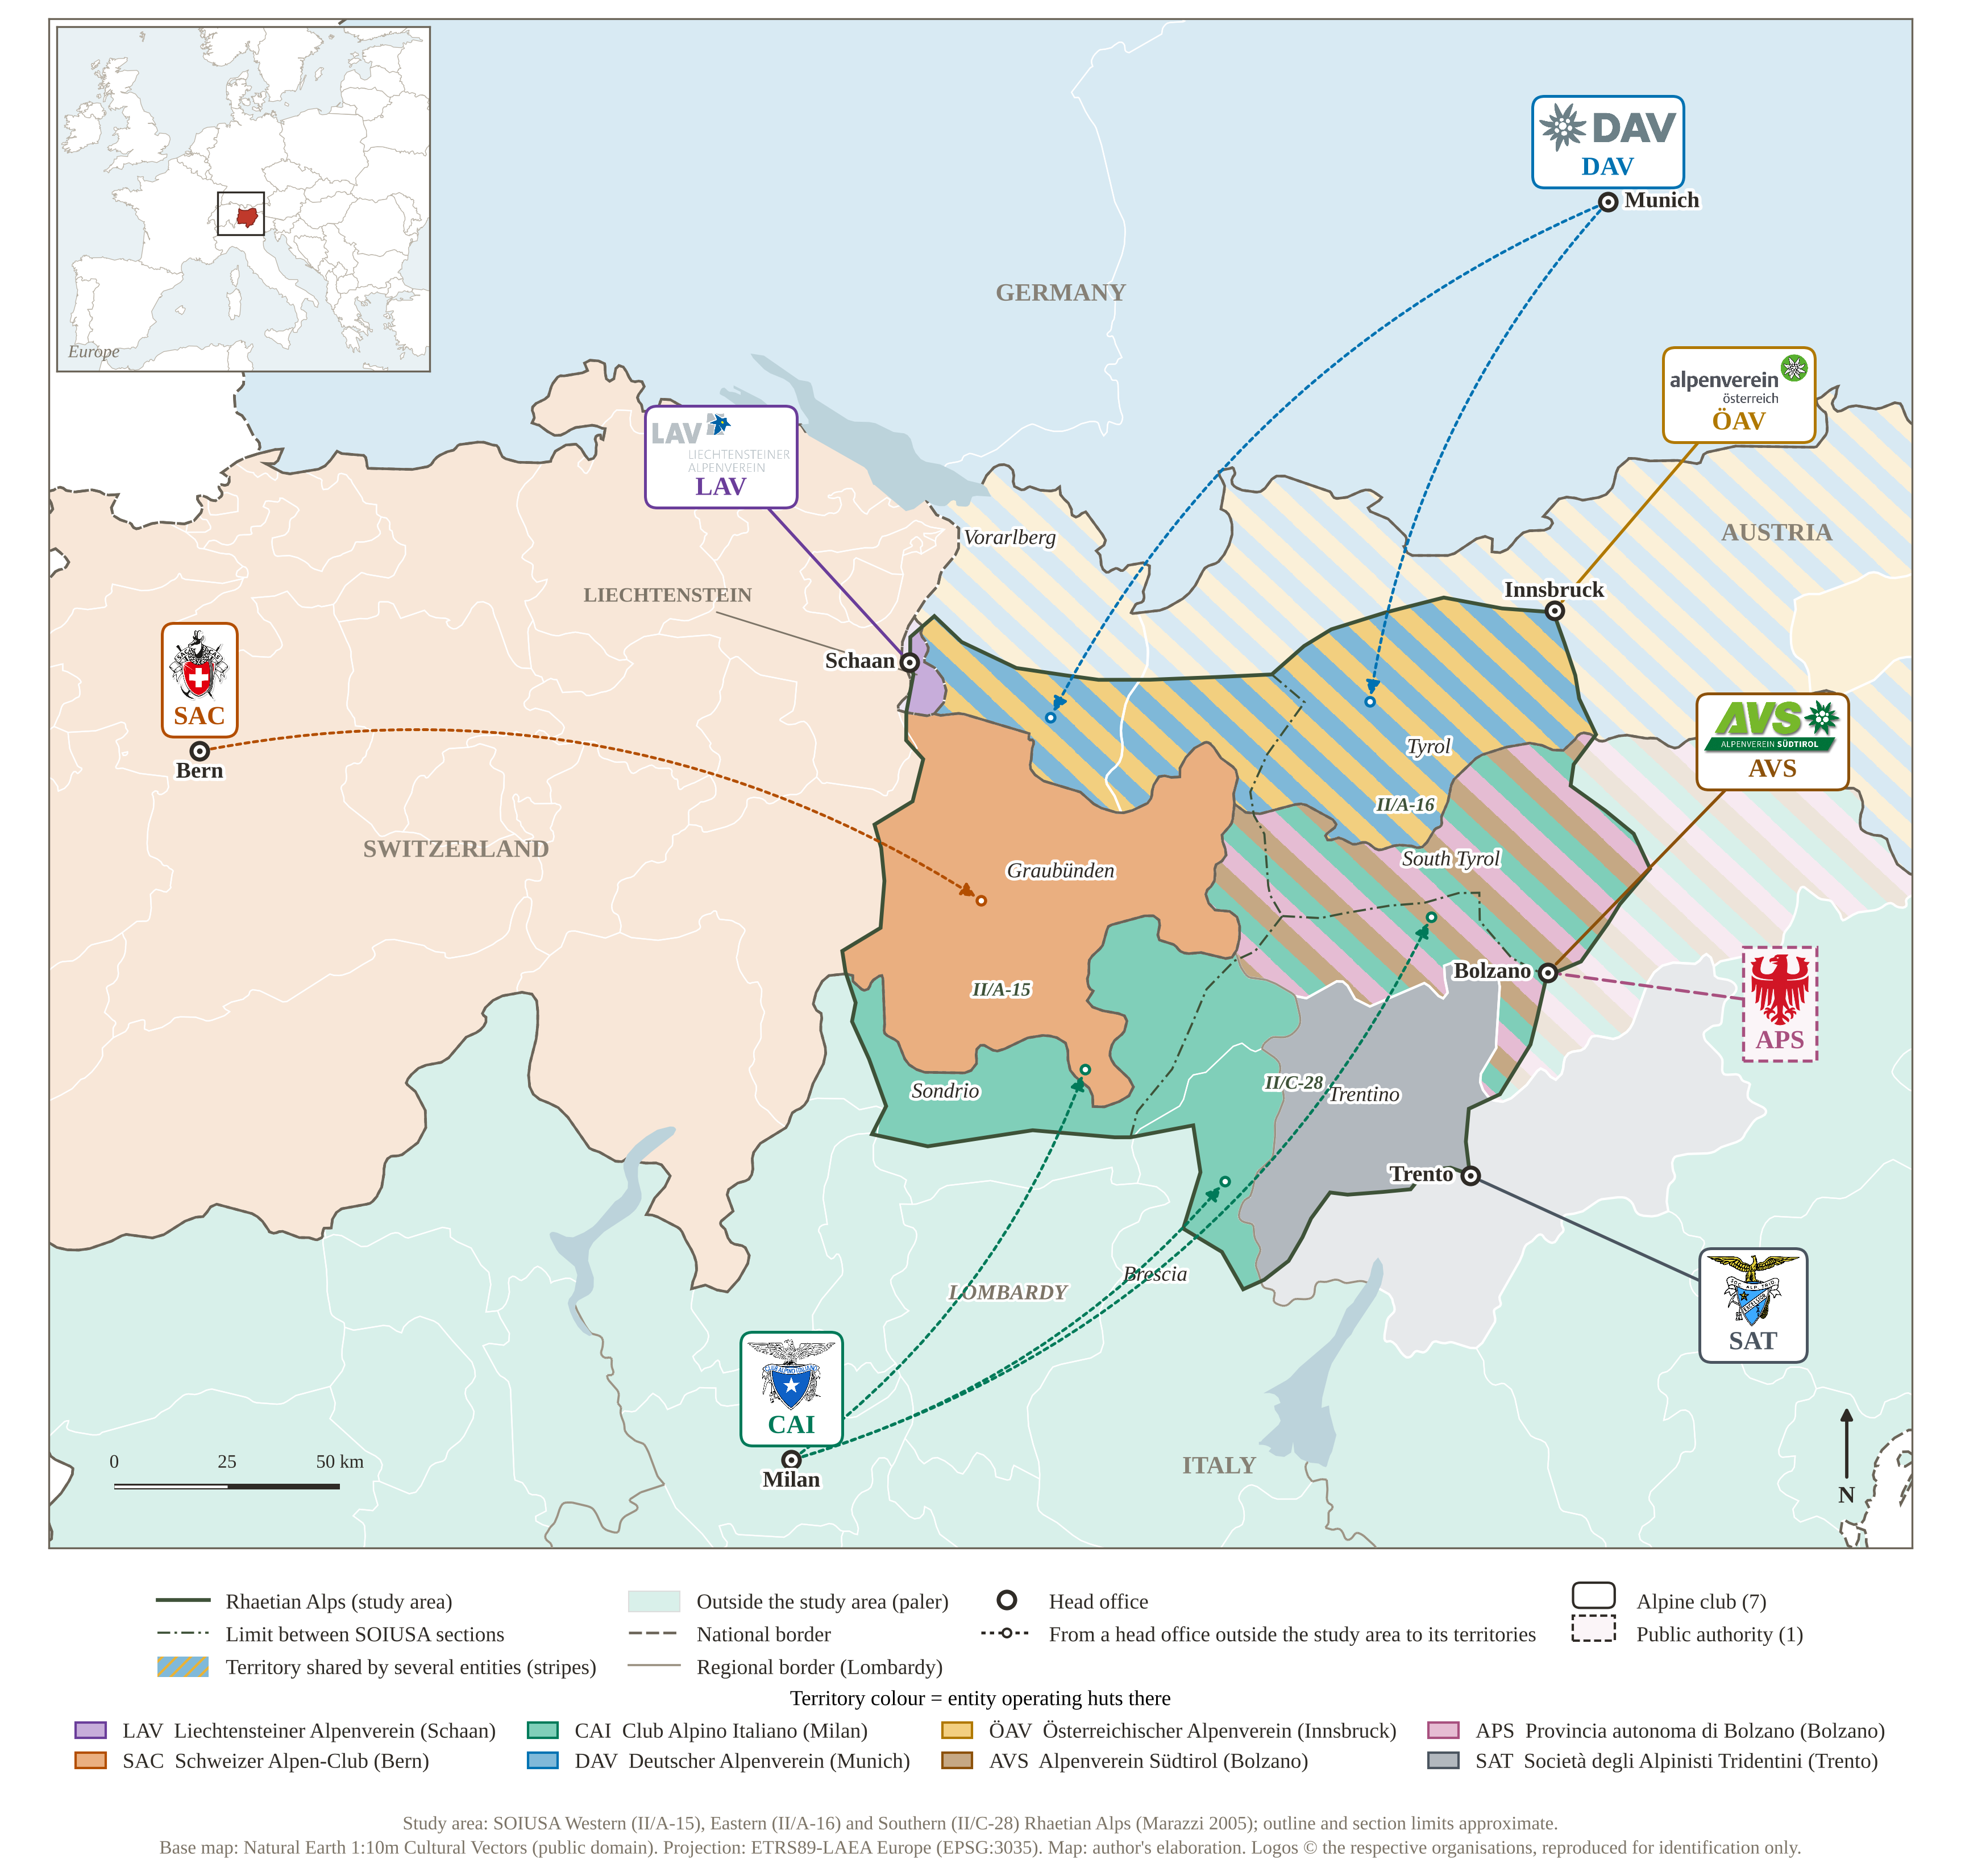 Europe
DAV
DAV
Munich
GERMANY
alpenverein
österreich
ÖAV
LAV
LIECHTENSTEINER
ALPENVEREIN
LAV
Vorarlberg
AUSTRIA
LIECHTENSTEIN
Innsbruck
SAC
Bern
Schaan
AVS
ALPENVEREIN SÜDTIROL
AVS
Tyrol
II/A-16
SWITZERLAND
Graubünden
South Tyrol
II/A-15
Bolzano
APS
Sondrio
II/C-28
Trentino
Trento
EXCELSIOR
SAT
Brescia
LOMBARDY
CAI
Milan
ITALY
0 25 50 km
N
Rhaetian Alps (study area)
Outside the study area (paler)
Head office
Alpine club (7)
Limit between SOIUSA sections
National border
From a head office outside the study area to its territories
Public authority (1)
Territory shared by several entities (stripes)
Regional border (Lombardy)
Territory colour = entity operating huts there
LAV Liechtensteiner Alpenverein (Schaan)
CAI Club Alpino Italiano (Milan)
ÖAV Österreichischer Alpenverein (Innsbruck)
APS Provincia autonoma di Bolzano (Bolzano)
SAC Schweizer Alpen-Club (Bern)
DAV Deutscher Alpenverein (Munich)
AVS Alpenverein Südtirol (Bolzano)
SAT Società degli Alpinisti Tridentini (Trento)
Study area: SOIUSA Western (II/A-15), Eastern (II/A-16) and Southern (II/C-28) Rhaetian Alps (Marazzi 2005); outline and section limits approximate.
Base map: Natural Earth 1:10m Cultural Vectors (public domain). Projection: ETRS89-LAEA Europe (EPSG:3035). Map: author's elaboration. Logos © the respective organisations, reproduced for identification only.